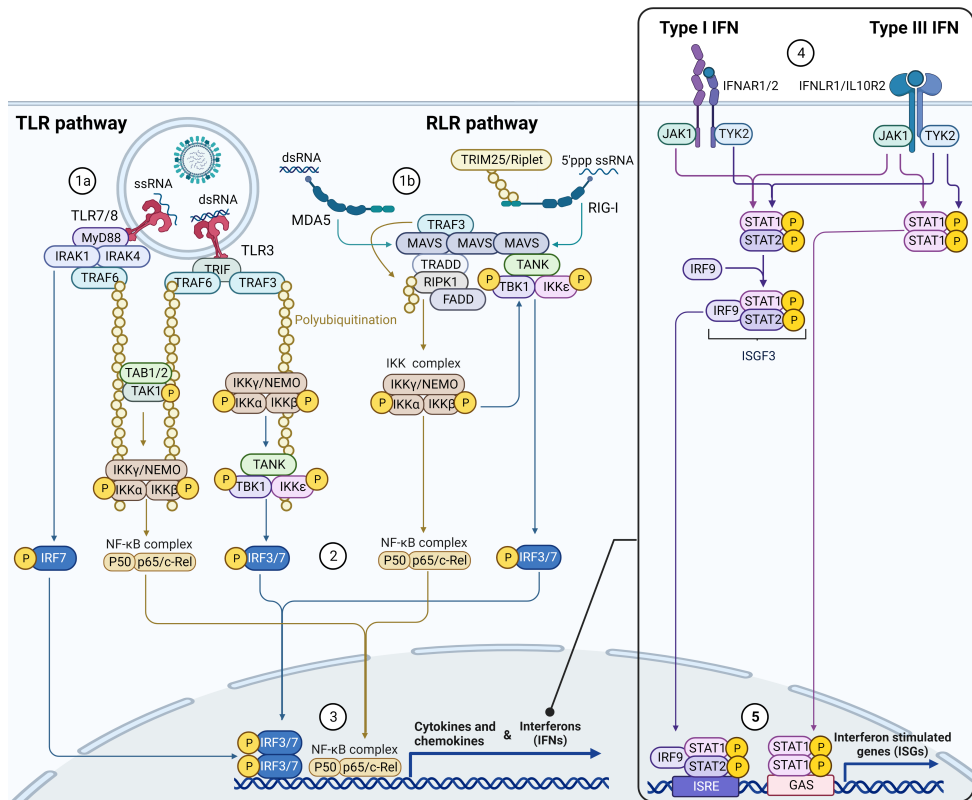 Type I IFN
Type III IFN
4
IFNAR1/2
IFNLR1/IL10R2
JAK1
TYK2
JAK1
TYK2
TLR pathway
RLR pathway
1a
ssRNA
dsRNA
TLR7/8
MyD88
IRAK1
IRAK4
TRAF6
TLR3
TRIF
TRAF6
TRAF3
Polyubiquitination
TAB1/2
TAK1
P
IKKγ/NEMO
P
IKKα
IKKβ
P
IKKγ/NEMO
P
IKKα
IKKβ
P
TANK
P
TBK1
IKKε
P
P
IRF7
NF-κB complex
P50
p65/c-Rel
P
IRF3/7
2
1b
dsRNA
MDA5
TRIM25/Riplet
5'ppp ssRNA
RIG-I
TRAF3
MAVS
MAVS
MAVS
TRADD
RIPK1
FADD
TANK
P
TBK1
IKKε
P
IKK complex
IKKγ/NEMO
P
IKKα
IKKβ
P
NF-κB complex
P50
p65/c-Rel
P
IRF3/7
STAT1
P
STAT2
P
STAT1
P
STAT1
P
IRF9
IRF9
STAT1
P
STAT2
P
ISGF3
3
P
IRF3/7
P
IRF3/7
NF-κB complex
P50
p65/c-Rel
Cytokines and
chemokines
&
Interferons
(IFNs)
5
IRF9
STAT1
P
STAT2
P
ISRE
STAT1
P
STAT1
P
GAS
Interferon stimulated
genes (ISGs)